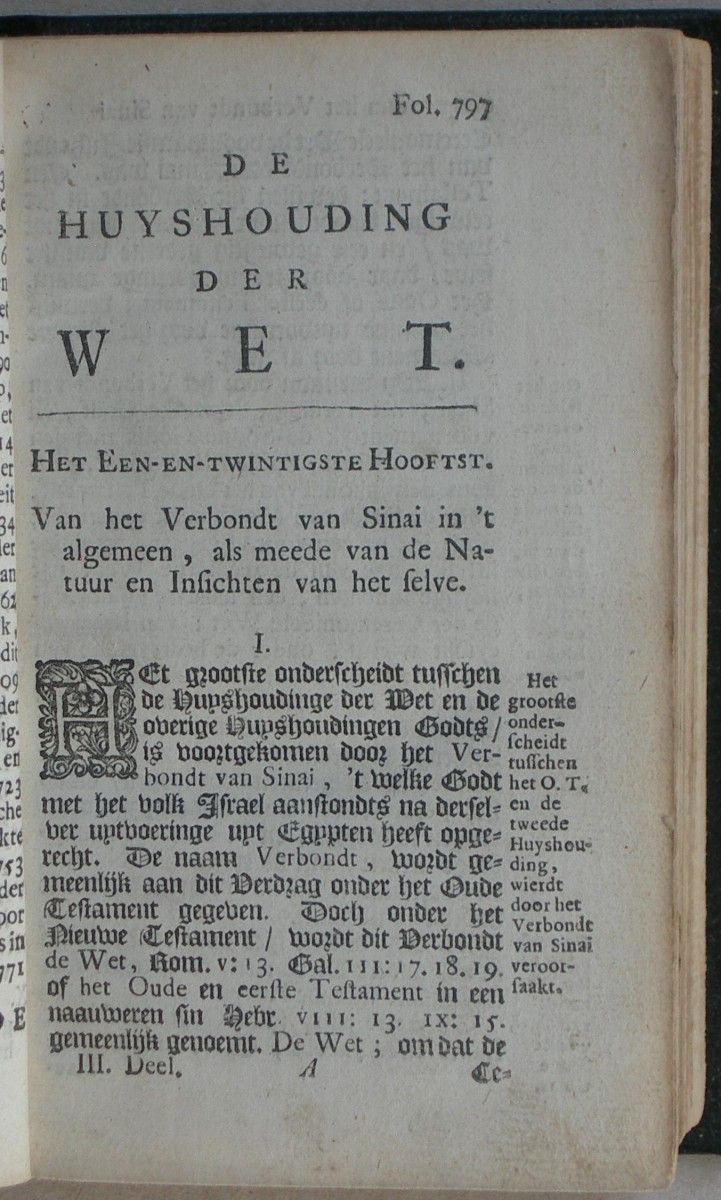 Fol. 797
DE
HUYSHOUDING
DER
WET.
HET EEN-EN-TWINTIGSTE HOOFTST.
Van het Verbondt van Sinai in 't
algemeen, als meede van de Na-
tuur en Inſichten van het ſelve.
I.
HEt grootſte onderſcheidt tuſſchen
de Huyshoudinge der Wet en de
overige Huyshoudingen Godts/
is voortgekomen door het Ver-
bondt van Sinai, 't welke Godt
met het volk Iſrael aanſtondts na derſel-
ver uytvoeringe uyt Egypten heeft opge-
recht. De naam Verbondt, wordt ge-
meenlijk aan dit Verdrag onder het Oude
Teſtament gegeven. Doch onder het
Nieuwe Teſtament/ wordt dit Verbondt
de Wet, Rom. v: 13. Gal. III: 17. 18. 19.
of het Oude en eerſte Teſtament in een
naauweren ſin Hebr. VIII: 13. IX: 15.
gemeenlijk genoemt. De Wet; om dat de
III. Deel. A Ce-
Het
grootſte
onder-
ſcheidt
tuſſchen
het O. T.
en de
tweede
Huyshou-
ding,
wierdt
door het
Verbondt
van Sinai
veroor-
ſaakt.